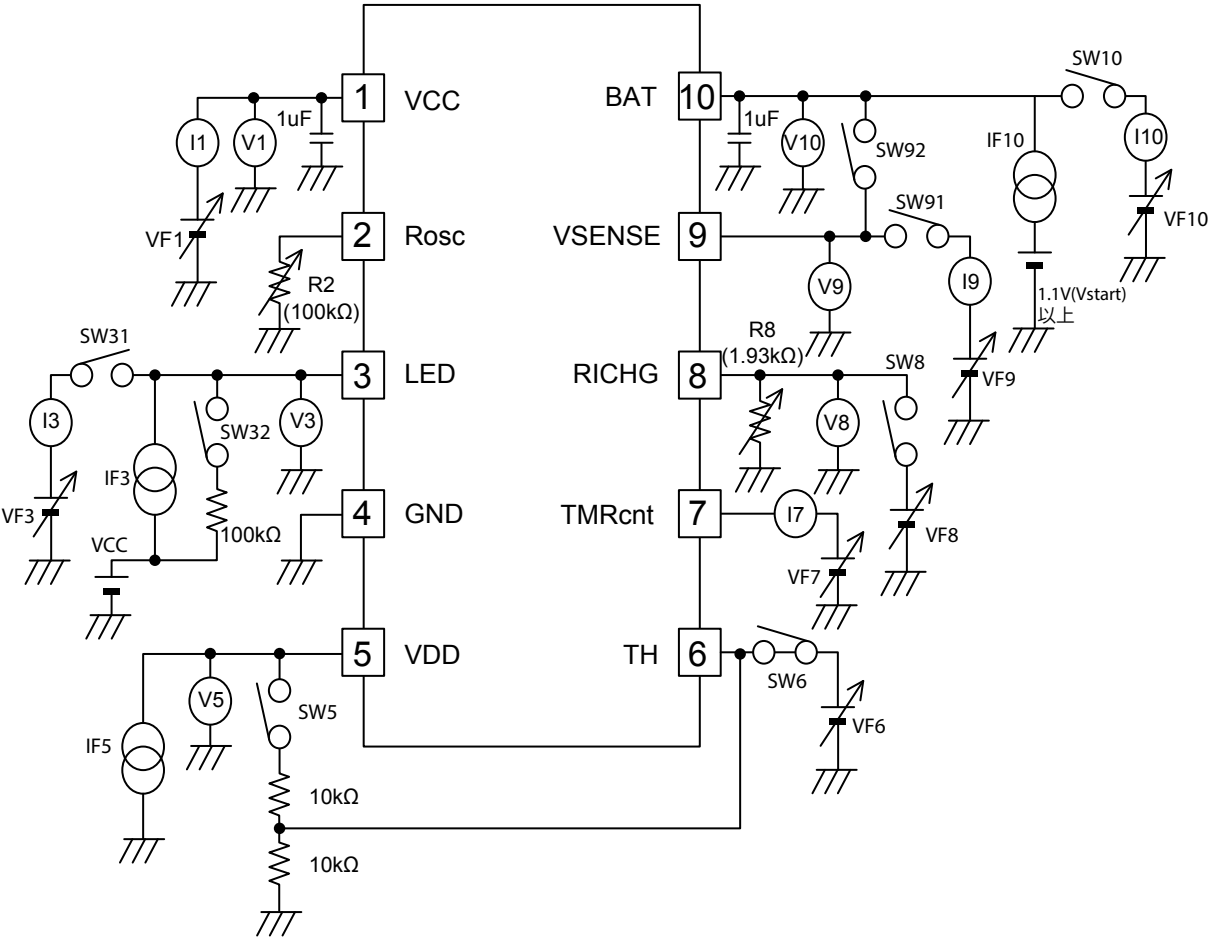 SW10
1
VCC
BAT
10
1uF
1uF
I1
V1
V10
SW92
IF10
I10
SW91
VF1
VF10
2
Rosc
VSENSE
9
R2
(100kΩ)
V9
I9
1.1V(Vstart)
以上
SW31
R8
(1.93kΩ)
SW8
3
LED
RICHG
8
VF9
I3
SW32
V3
V8
IF3
VF3
4
GND
TMRcnt
7
I7
100kΩ
VF8
VCC
VF7
5
VDD
TH
6
SW6
V5
SW5
VF6
IF5
10kΩ
10kΩ